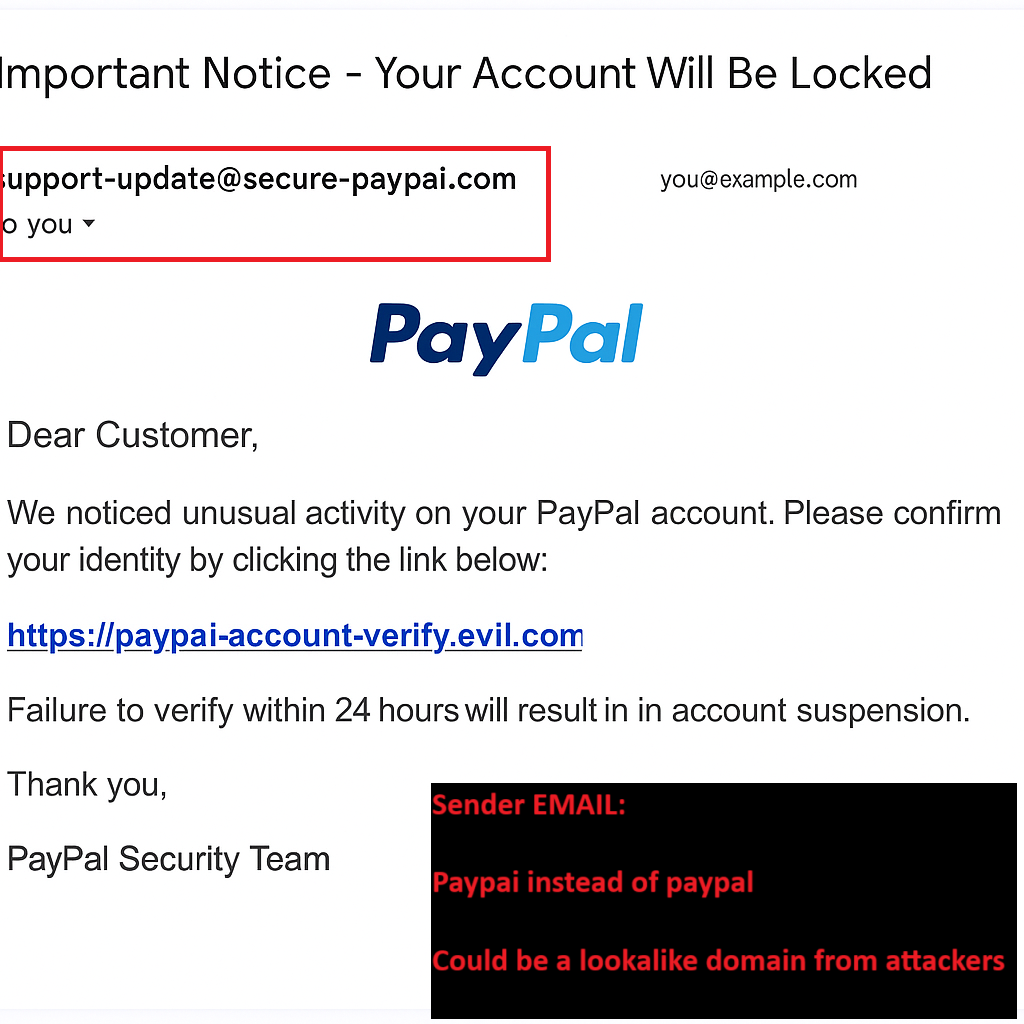 Important Notice - Your Account Will Be Locked
support-update@secure-paypai.com
you@example.com
o you
PayPal
Dear Customer,
We noticed unusual activity on your PayPal account. Please confirm
your identity by clicking the link below:
https://paypai-account-verify.evil.com
Failure to verify within 24 hours will result in in account suspension.
Thank you,
PayPal Security Team
Sender EMAIL:
Paypai instead of paypal
Could be a lookalike domain from attackers